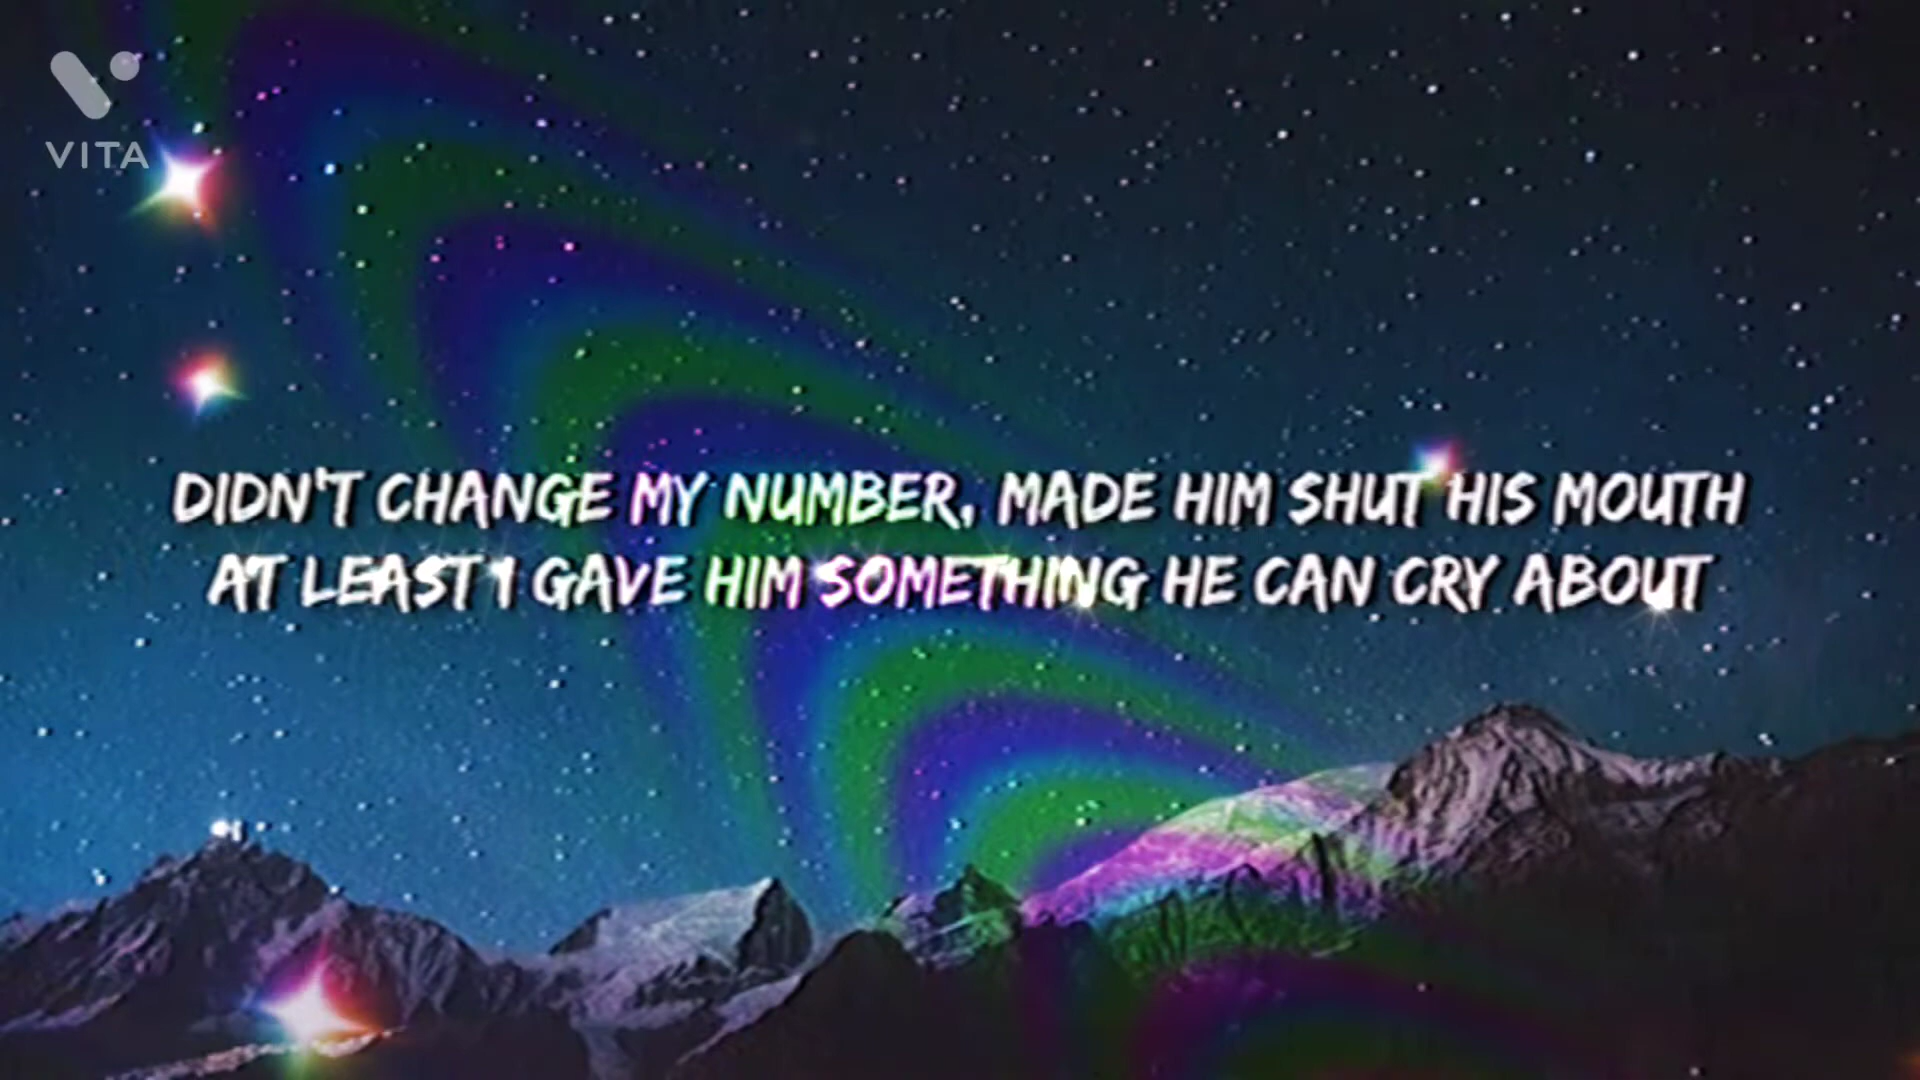 VITA
DIDN'T CHANGE MY NUMBER, MADE HIM SHUT HIS MOUTH
AT LEAST I GAVE HIM SOMETHING HE CAN CRY ABOUT